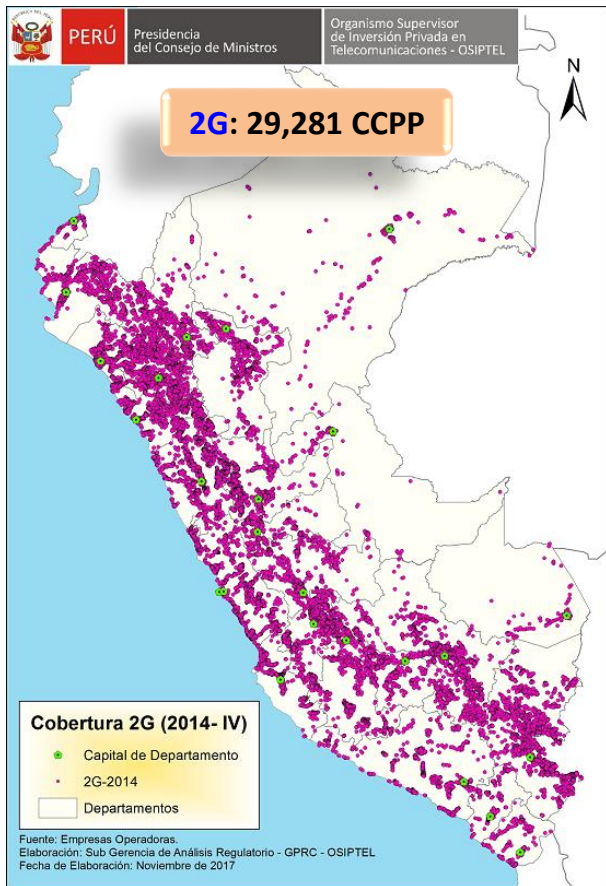 PERÚ
Presidencia
del Consejo de Ministros
Organismo Supervisor
de Inversión Privada en
Telecomunicaciones - OSIPTEL
N
2G: 29,281 CCPP
Cobertura 2G (2014- IV)
Capital de Departamento
2G-2014
Departamentos
Fuente: Empresas Operadoras.
Elaboración: Sub Gerencia de Análisis Regulatorio - GPRC - OSIPTEL
Fecha de Elaboración: Noviembre de 2017